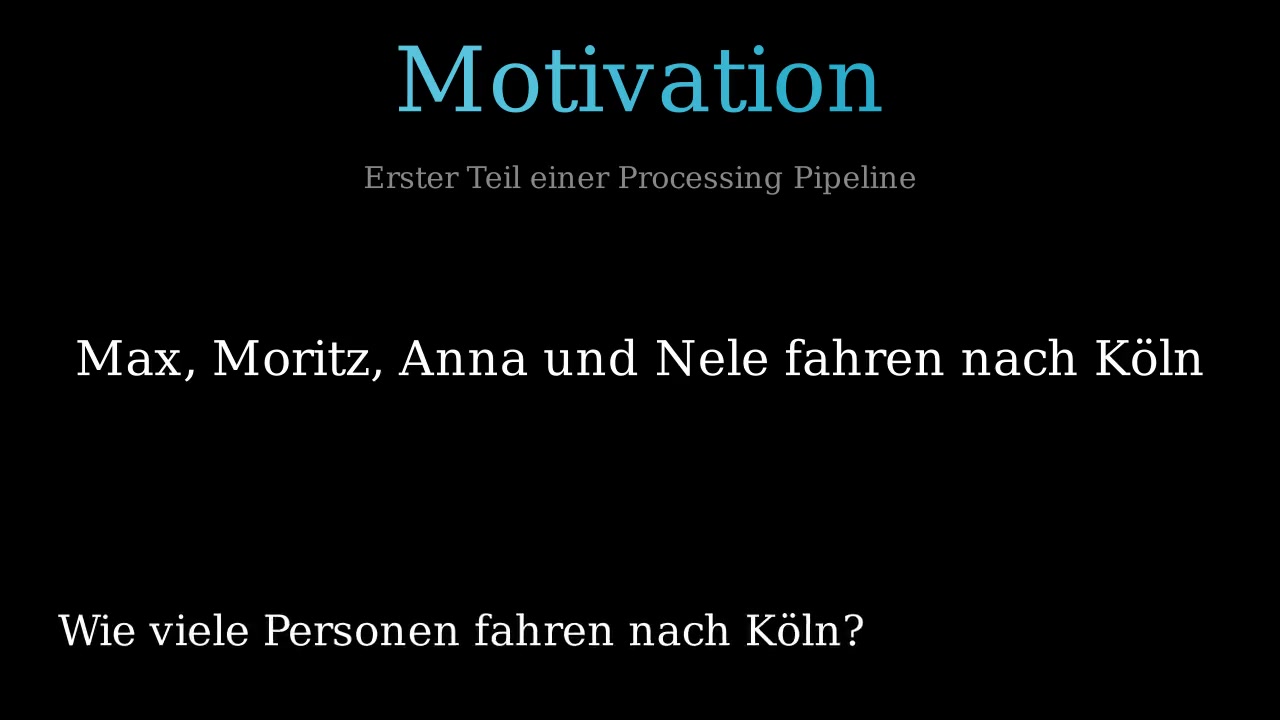 Motivation
Erster Teil einer Processing Pipeline
Max, Moritz, Anna und Nele fahren nach Köln
Wie viele Personen fahren nach Köln?